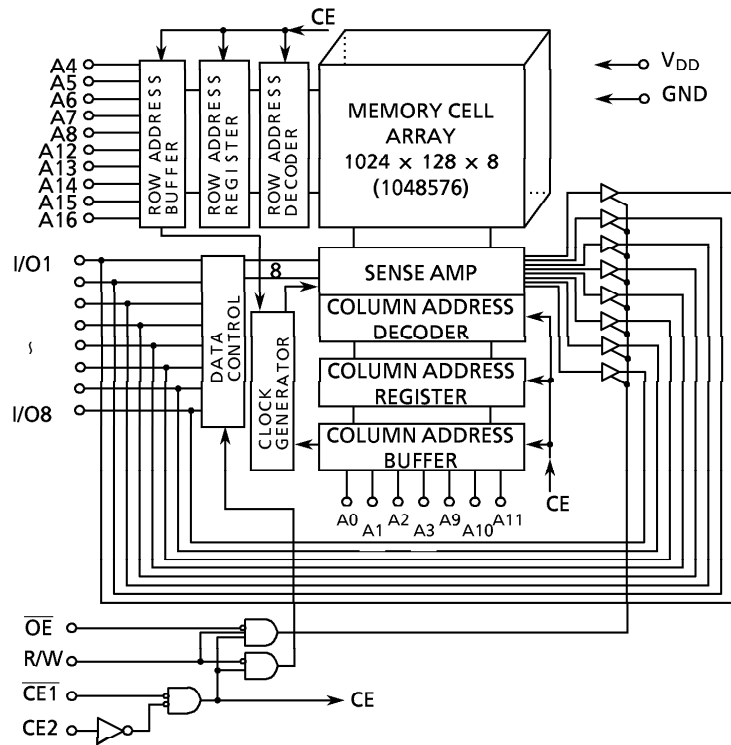 CE
A4
A5
A6
A7
A8
A12
A13
A14
A15
A16
ROW ADDRESS
BUFFER
ROW ADDRESS
REGISTER
ROW ADDRESS
DECODER
MEMORY CELL
ARRAY
1024 x 128 x 8
(1048576)
VDD
GND
I/O1
~
I/O8
DATA
CONTROL
8
SENSE AMP
COLUMN ADDRESS
DECODER
CLOCK
GENERATOR
COLUMN ADDRESS
REGISTER
COLUMN ADDRESS
BUFFER
A0
A1
A2
A3
A9
A10
A11
CE
O̅E̅
R/W
C̅E̅1̅
CE2
CE